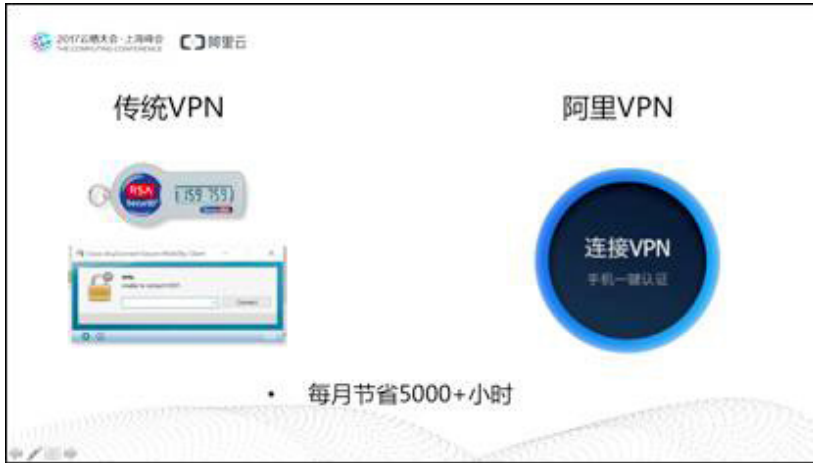 2017云栖大会·上海峰会
THE COMPUTING CONFERENCE
阿里云
传统VPN
阿里VPN
RSA
SecurID
159 759
连接VPN
手机一键认证
Connect
• 每月节省5000+小时